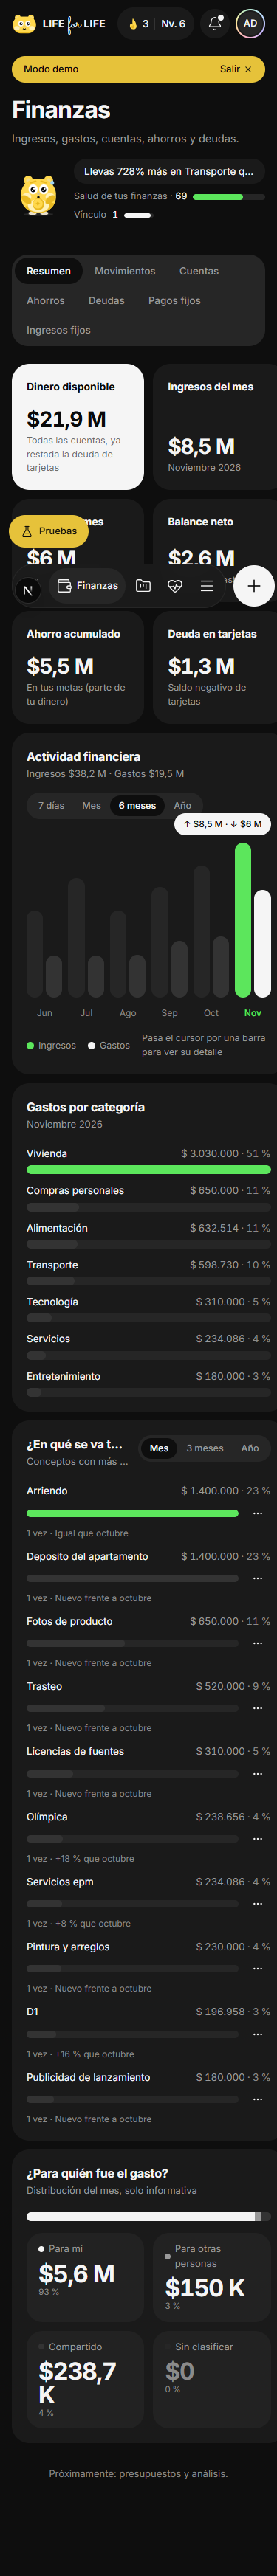 LIFE for LIFE
3 Nv. 6
AD
Modo demo Salir ×
Finanzas
Ingresos, gastos, cuentas, ahorros y deudas.
Llevas 728% más en Transporte q...
Salud de tus finanzas · 69
Vínculo 1
Resumen Movimientos Cuentas
Ahorros Deudas Pagos fijos
Ingresos fijos
Dinero disponible
$21,9 M
Todas las cuentas, ya
restada la deuda de
tarjetas
Ingresos del mes
$8,5 M
Noviembre 2026
mes
$6 M
Balance neto
$2,6 M
Pruebas
N
Finanzas
Ahorro acumulado
$5,5 M
En tus metas (parte de
tu dinero)
Deuda en tarjetas
$1,3 M
Saldo negativo de
tarjetas
Actividad financiera
Ingresos $38,2 M · Gastos $19,5 M
7 días Mes 6 meses Año
↑ $8,5 M · ↓ $6 M
Jun Jul Ago Sep Oct Nov
Ingresos Gastos
Pasa el cursor por una barra
para ver su detalle
Gastos por categoría
Noviembre 2026
Vivienda $ 3.030.000 · 51 %
Compras personales $ 650.000 · 11 %
Alimentación $ 632.514 · 11 %
Transporte $ 598.730 · 10 %
Tecnología $ 310.000 · 5 %
Servicios $ 234.086 · 4 %
Entretenimiento $ 180.000 · 3 %
¿En qué se va t...
Conceptos con más ...
Mes 3 meses Año
Arriendo $ 1.400.000 · 23 %
...
1 vez · Igual que octubre
Deposito del apartamento $ 1.400.000 · 23 %
...
1 vez · Nuevo frente a octubre
Fotos de producto $ 650.000 · 11 %
...
1 vez · Nuevo frente a octubre
Trasteo $ 520.000 · 9 %
...
1 vez · Nuevo frente a octubre
Licencias de fuentes $ 310.000 · 5 %
...
1 vez · Nuevo frente a octubre
Olímpica $ 238.656 · 4 %
...
1 vez · +18 % que octubre
Servicios epm $ 234.086 · 4 %
...
1 vez · +8 % que octubre
Pintura y arreglos $ 230.000 · 4 %
...
1 vez · Nuevo frente a octubre
D1 $ 196.958 · 3 %
...
1 vez · +16 % que octubre
Publicidad de lanzamiento $ 180.000 · 3 %
...
1 vez · Nuevo frente a octubre
¿Para quién fue el gasto?
Distribución del mes, solo informativa
Para mí
$5,6 M
93 %
Para otras
personas
$150 K
3 %
Compartido
$238,7
K
4 %
Sin clasificar
$0
0 %
Próximamente: presupuestos y análisis.